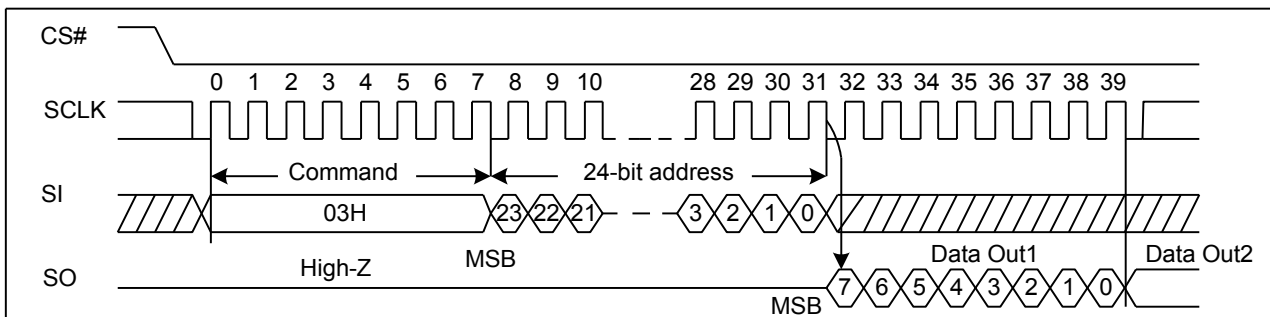 CS#
0 1 2 3 4 5 6 7 8 9 10 28 29 30 31 32 33 34 35 36 37 38 39
SCLK
Command 24-bit address
SI
03H 23 22 21 3 2 1 0
High-Z MSB Data Out1 Data Out2
SO
MSB 7 6 5 4 3 2 1 0